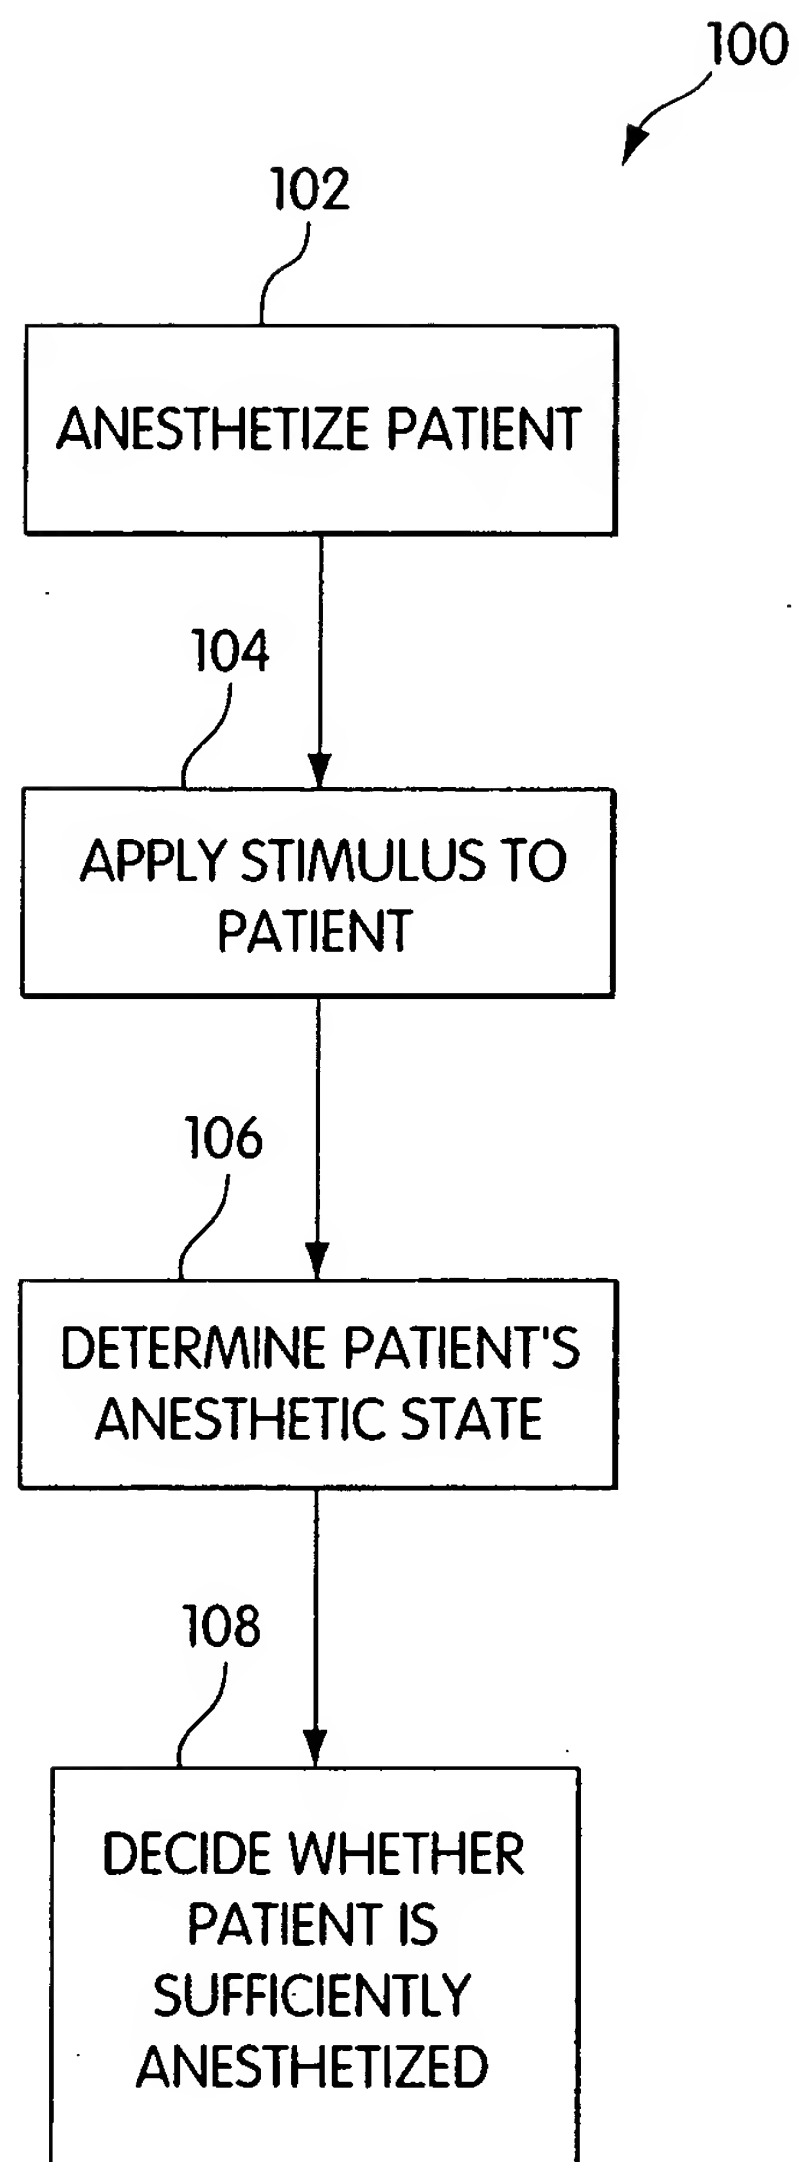 100
102
ANESTHETIZE PATIENT
104
APPLY STIMULUS TO
PATIENT
106
DETERMINE PATIENT'S
ANESTHETIC STATE
108
DECIDE WHETHER
PATIENT IS
SUFFICIENTLY
ANESTHETIZED